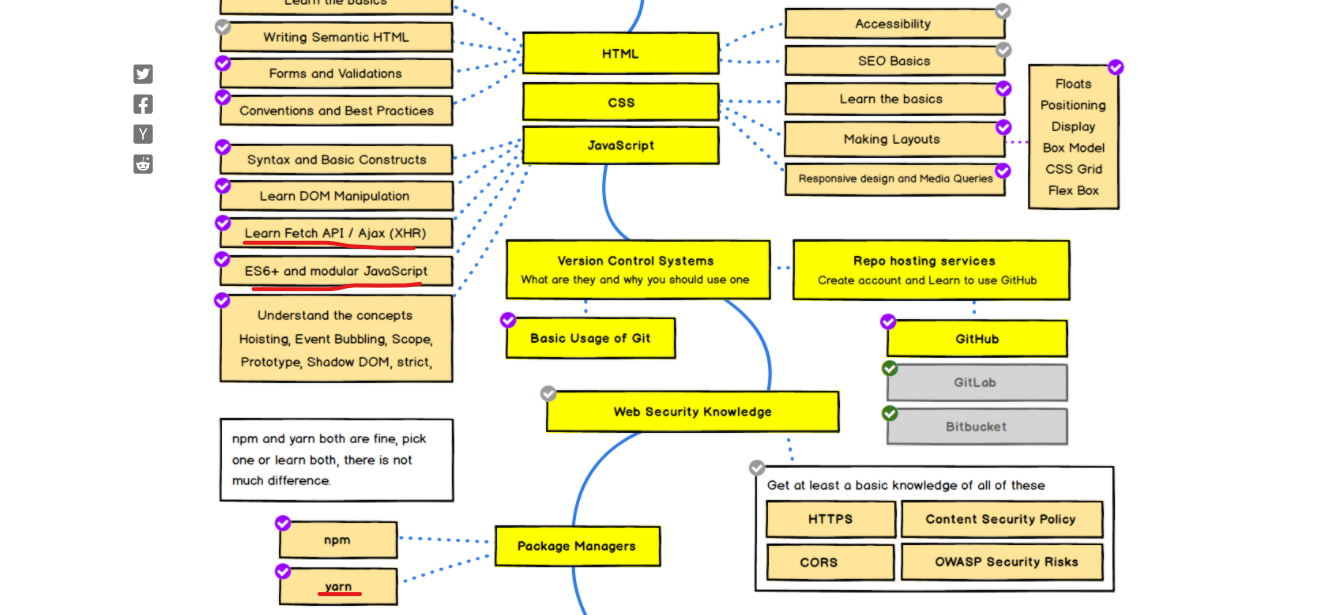 Learn the basics
Writing Semantic HTML
Forms and Validations
Conventions and Best Practices
HTML
CSS
JavaScript
Accessibility
SEO Basics
Learn the basics
Making Layouts
Responsive design and Media Queries
Floats
Positioning
Display
Box Model
CSS Grid
Flex Box
Syntax and Basic Constructs
Learn DOM Manipulation
Learn Fetch API / Ajax (XHR)
ES6+ and modular JavaScript
Understand the concepts
Hoisting, Event Bubbling, Scope,
Prototype, Shadow DOM, strict,
Version Control Systems
What are they and why you should use one
Repo hosting services
Create account and Learn to use GitHub
Basic Usage of Git
GitHub
GitLab
Bitbucket
Web Security Knowledge
Get at least a basic knowledge of all of these
HTTPS
Content Security Policy
CORS
OWASP Security Risks
npm and yarn both are fine, pick
one or learn both, there is not
much difference.
npm
yarn
Package Managers